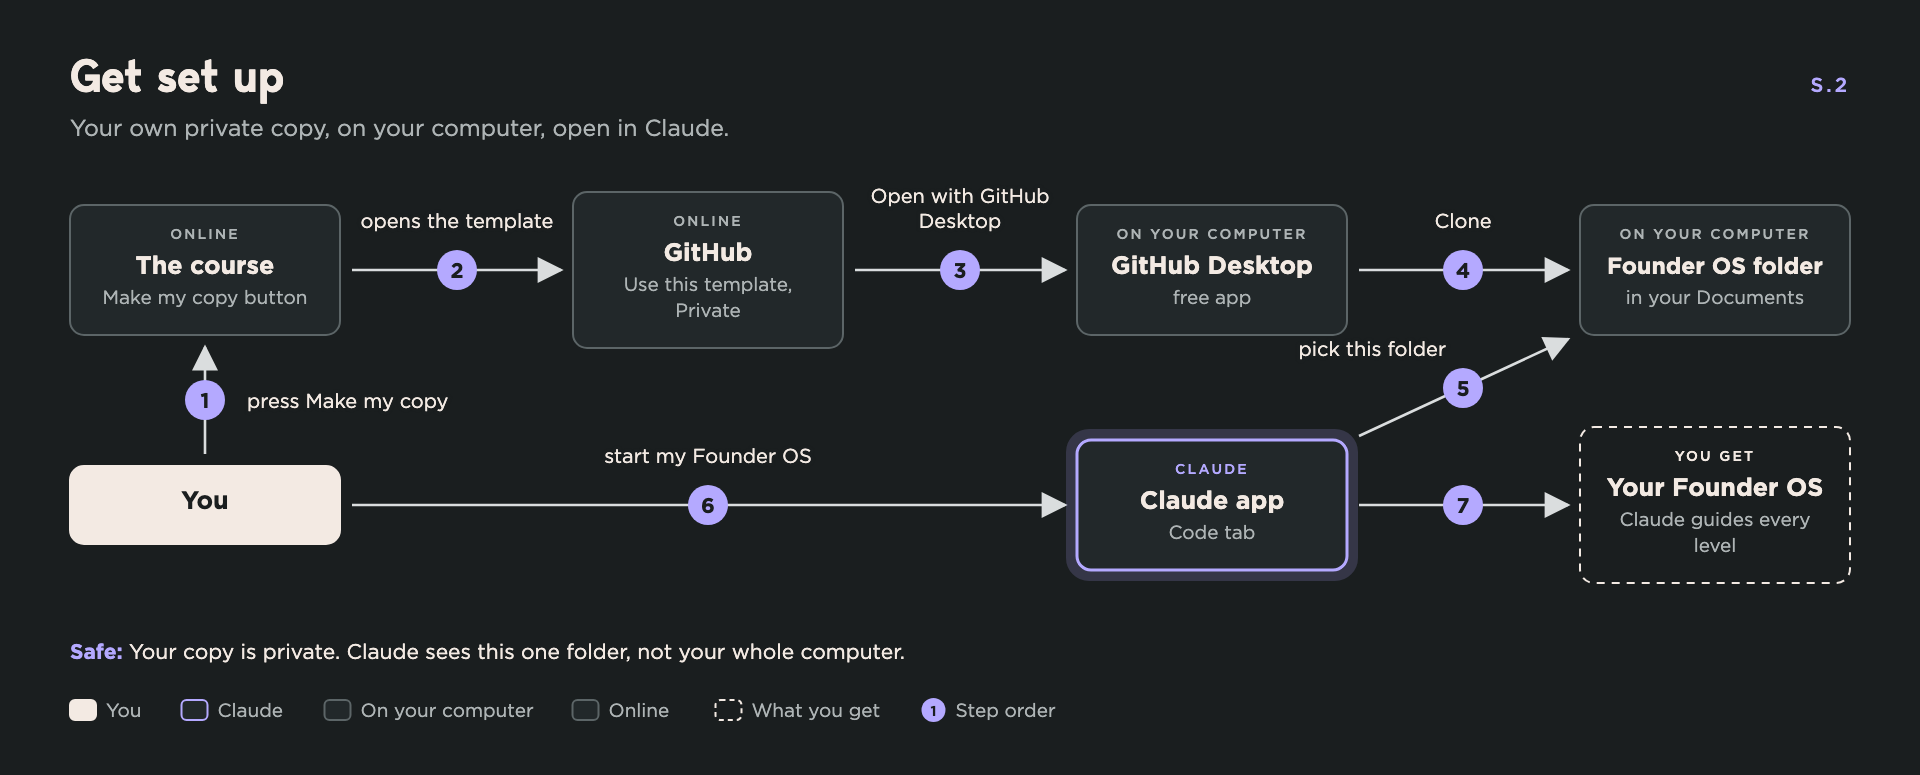 Get set up
S.2
Your own private copy, on your computer, open in Claude.
ONLINE
The course
Make my copy button
opens the template
2
ONLINE
GitHub
Use this template,
Private
Open with GitHub
Desktop
3
ON YOUR COMPUTER
GitHub Desktop
free app
Clone
4
ON YOUR COMPUTER
Founder OS folder
in your Documents
1
press Make my copy
pick this folder
5
You
start my Founder OS
6
CLAUDE
Claude app
Code tab
7
YOU GET
Your Founder OS
Claude guides every
level
Safe: Your copy is private. Claude sees this one folder, not your whole computer.
You
Claude
On your computer
Online
What you get
1
Step order